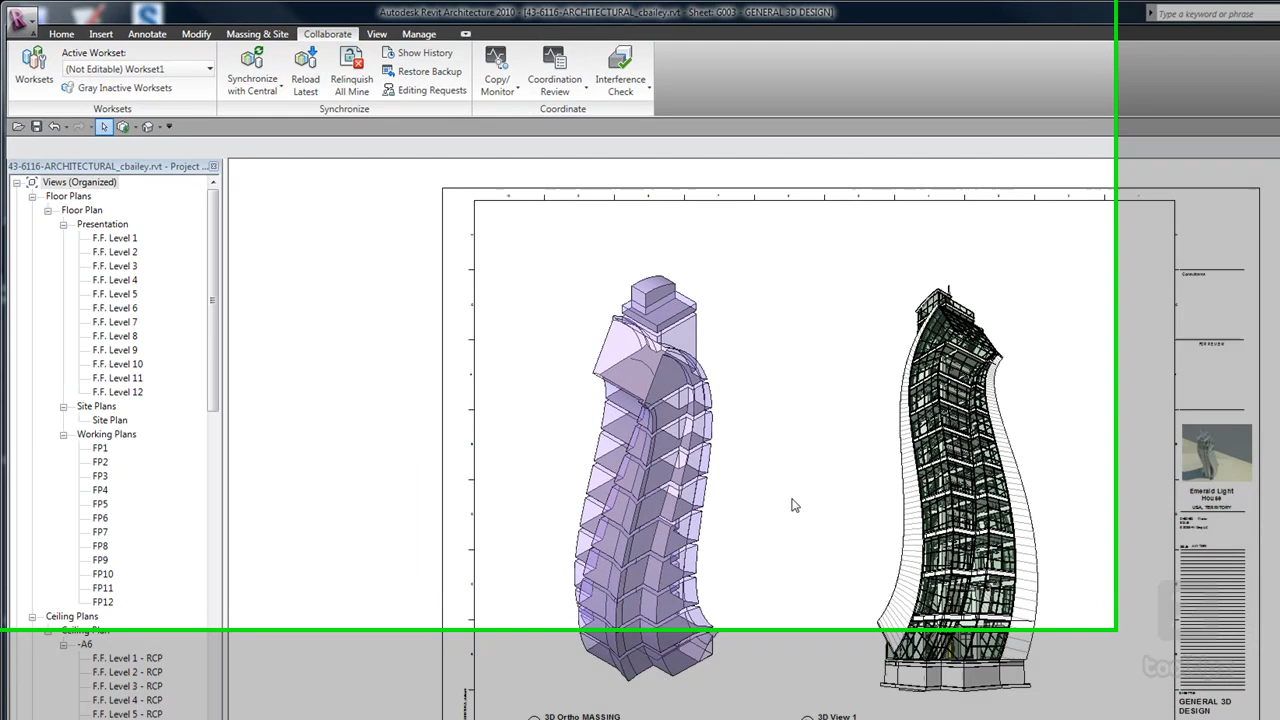 Autodesk Revit Architecture 2010 - [43-6116-ARCHITECTURAL_cbailey.rvt - Sheet: G003 - GENERAL 3D DESIGN]
Type a keyword or phrase
Home Insert Annotate Modify Massing & Site Collaborate View Manage
Worksets
Active Workset:
(Not Editable) Workset1
Gray Inactive Worksets
Synchronize with Central
Reload Latest
Relinquish All Mine
Show History
Restore Backup
Editing Requests
Copy/ Monitor
Coordination Review
Interference Check
Worksets Synchronize Coordinate
43-6116-ARCHITECTURAL_cbailey.rvt - Project ...
Views (Organized)
Floor Plans
Floor Plan
Presentation
F.F. Level 1
F.F. Level 2
F.F. Level 3
F.F. Level 4
F.F. Level 5
F.F. Level 6
F.F. Level 7
F.F. Level 8
F.F. Level 9
F.F. Level 10
F.F. Level 11
F.F. Level 12
Site Plans
Site Plan
Working Plans
FP1
FP2
FP3
FP4
FP5
FP6
FP7
FP8
FP9
FP10
FP11
FP12
Ceiling Plans
Ceiling Plan
-A6
F.F. Level 1 - RCP
F.F. Level 2 - RCP
F.F. Level 3 - RCP
F.F. Level 4 - RCP
F.F. Level 5 - RCP
3D Ortho MASSING
3D View 1
Consultants
FOR REVIEW
Emerald Light
House
USA, TERRITORY
GENERAL 3D
DESIGN